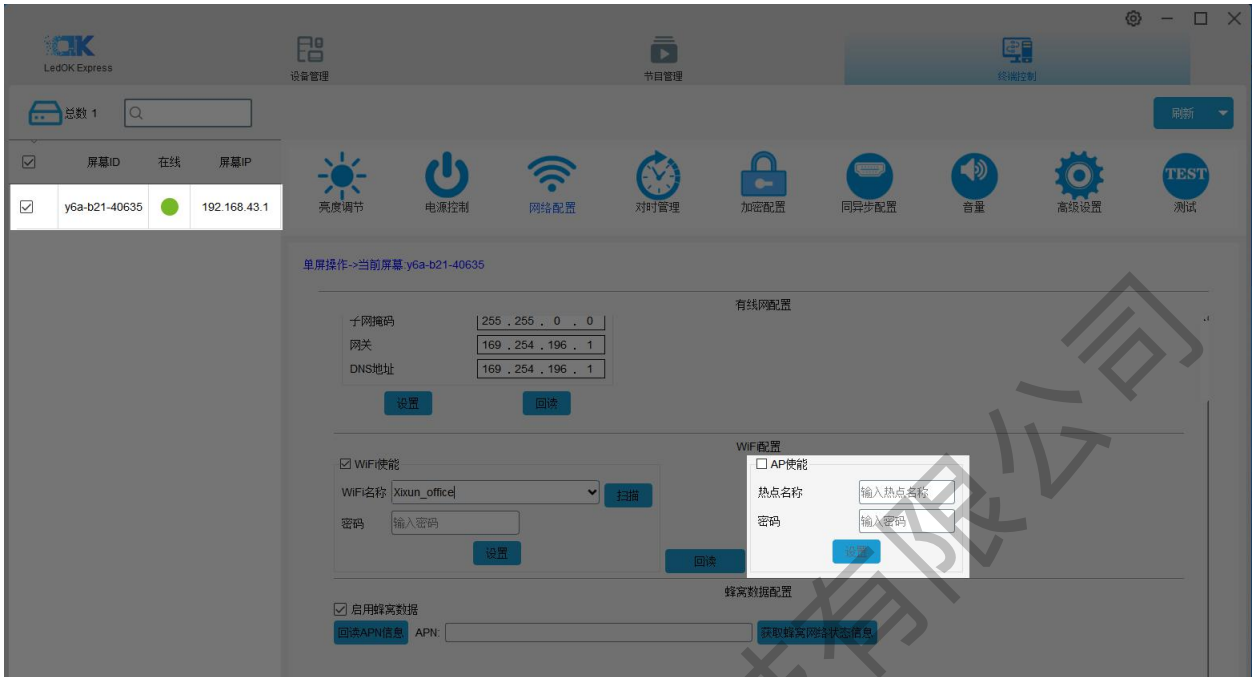 LedOK Express
设备管理
节目管理
终端控制
总数 1
刷新
屏幕ID 在线 屏幕IP
y6a-b21-40635 192.168.43.1
亮度调节 电源控制 网络配置 对时管理 加密配置 同异步配置 音量 高级设置 TEST 测试
单屏操作->当前屏幕:y6a-b21-40635
有线网配置
子网掩码 255 . 255 . 0 . 0
网关 169 . 254 . 196 . 1
DNS地址 169 . 254 . 196 . 1
设置 回读
WiFi配置
WiFi使能 AP使能
WiFi名称 Xixun_office 扫描 热点名称 输入热点名称
密码 输入密码 密码 输入密码
设置 回读 设置
蜂窝数据配置
启用蜂窝数据
回读APN信息 APN: 获取蜂窝网络状态信息
有限公司